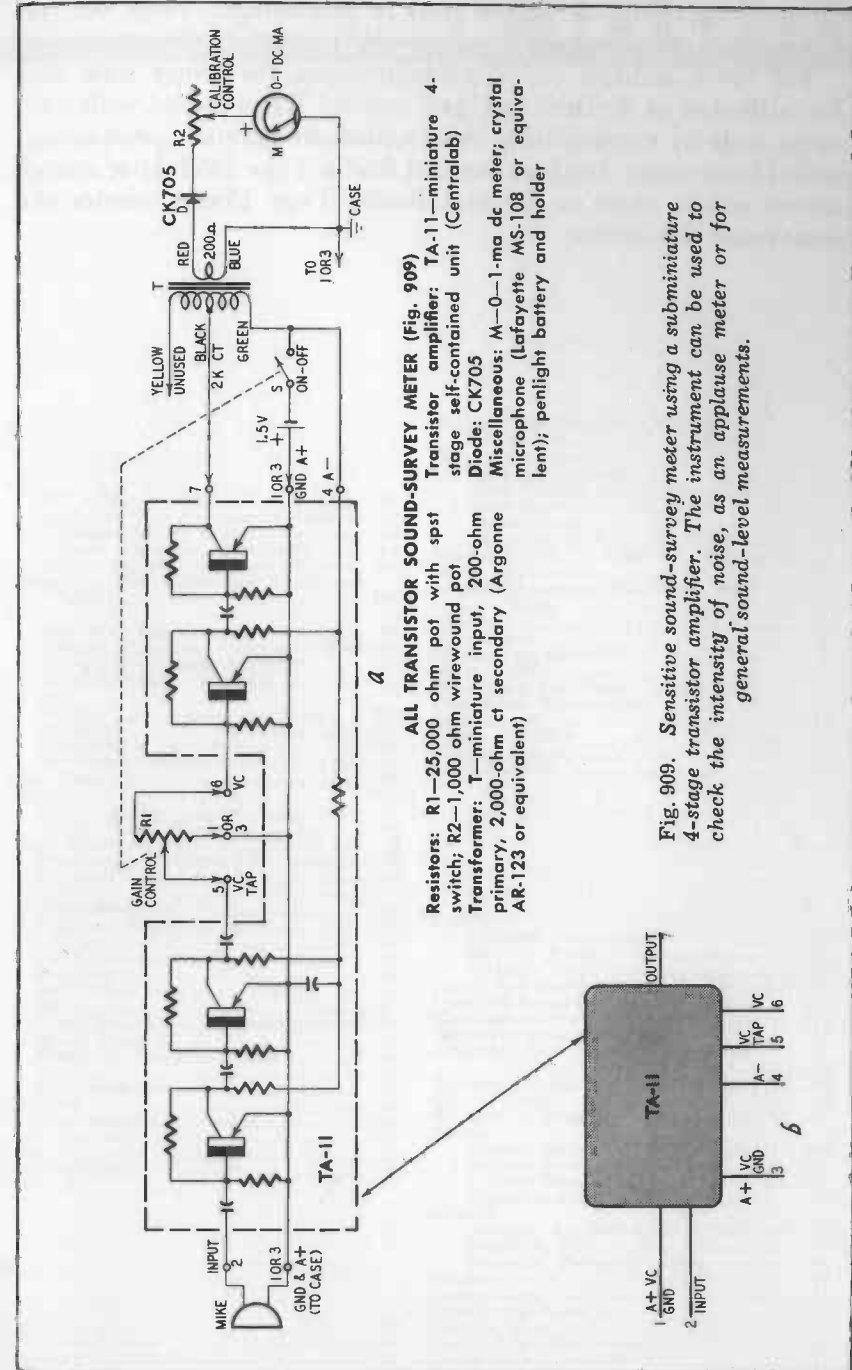 MIKE
INPUT
2
1 OR 3
GND & A+
(TO CASE)
TA-11
GAIN
CONTROL
R1
5
VC
TAP
1
OR
3
6
VC
7
1 OR 3
GND A+
4 A-
1.5V
+
S
ON-OFF
YELLOW
UNUSED
BLACK
2K CT
GREEN
T
RED
200Ω
BLUE
CK705
D
R2
CALIBRATION
CONTROL
+
M
0-1 DC MA
TO
1 OR 3
CASE
a
ALL TRANSISTOR SOUND-SURVEY METER (Fig. 909)
Resistors: R1—25,000 ohm pot with spst
switch; R2—1,000 ohm wirewound pot
Transformer: T—miniature input, 200-ohm
primary, 2,000-ohm ct secondary (Argonne
AR-123 or equivalent)
Transistor amplifier: TA-11—miniature 4-
stage self-contained unit (Centralab)
Diode: CK705
Miscellaneous: M—0—1-ma dc meter; crystal
microphone (Lafayette MS-108 equiva-
lent); penlight battery and holder
1 A+ VC
GND
2 INPUT
TA-11
OUTPUT
7
A+ VC
GND
3
A-
4
VC
TAP
5
VC
6
b
Fig. 909. Sensitive sound-survey meter using a subminiature
4-stage transistor amplifier. The instrument can be used to
check the intensity of noise, as an applause meter or for
general sound-level measurements.